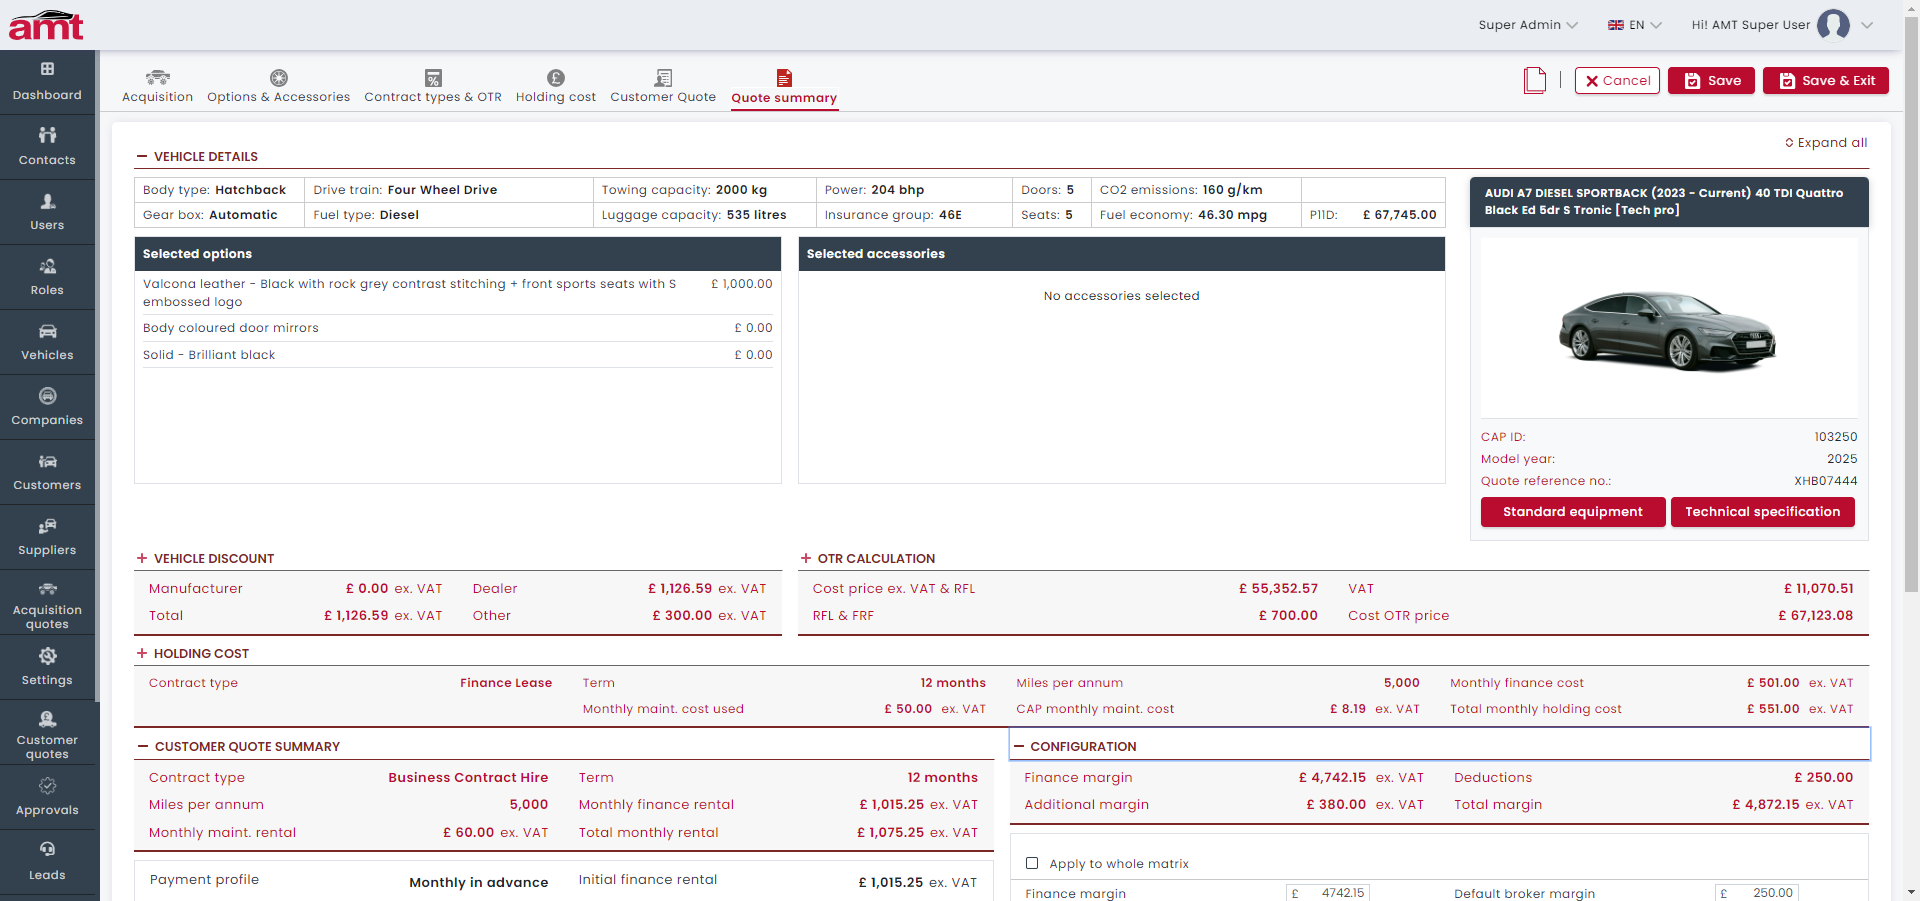 amt
Super Admin
EN
Hi! AMT Super User
Dashboard
Contacts
Users
Roles
Vehicles
Companies
Customers
Suppliers
Acquisition
quotes
Settings
Customer
quotes
Approvals
Leads
Acquisition
Options & Accessories
Contract types & OTR
Holding cost
Customer Quote
Quote summary
Cancel
Save
Save & Exit
Expand all
VEHICLE DETAILS
Body type: Hatchback
Drive train: Four Wheel Drive
Towing capacity: 2000 kg
Power: 204 bhp
Doors: 5
CO2 emissions: 160 g/km
Gear box: Automatic
Fuel type: Diesel
Luggage capacity: 535 litres
Insurance group: 46E
Seats: 5
Fuel economy: 46.30 mpg
P11D: £ 67,745.00
Selected options
Valcona leather - Black with rock grey contrast stitching + front sports seats with S £ 1,000.00
embossed logo
Body coloured door mirrors £ 0.00
Solid - Brilliant black £ 0.00
Selected accessories
No accessories selected
AUDI A7 DIESEL SPORTBACK (2023 - Current) 40 TDI Quattro
Black Ed 5dr S Tronic [Tech pro]
CAP ID: 103250
Model year: 2025
Quote reference no.: XHB07444
Standard equipment
Technical specification
VEHICLE DISCOUNT
Manufacturer £ 0.00 ex. VAT Dealer £ 1,126.59 ex. VAT
Total £ 1,126.59 ex. VAT Other £ 300.00 ex. VAT
OTR CALCULATION
Cost price ex. VAT & RFL £ 55,352.57 VAT £ 11,070.51
RFL & FRF £ 700.00 Cost OTR price £ 67,123.08
HOLDING COST
Contract type Finance Lease Term 12 months Miles per annum 5,000 Monthly finance cost £ 501.00 ex. VAT
Monthly maint. cost used £ 50.00 ex. VAT CAP monthly maint. cost £ 8.19 ex. VAT Total monthly holding cost £ 551.00 ex. VAT
CUSTOMER QUOTE SUMMARY
Contract type Business Contract Hire Term 12 months
Miles per annum 5,000 Monthly finance rental £ 1,015.25 ex. VAT
Monthly maint. rental £ 60.00 ex. VAT Total monthly rental £ 1,075.25 ex. VAT
Payment profile Monthly in advance Initial finance rental £ 1,015.25 ex. VAT
CONFIGURATION
Finance margin £ 4,742.15 ex. VAT Deductions £ 250.00
Additional margin £ 380.00 ex. VAT Total margin £ 4,872.15 ex. VAT
Apply to whole matrix
Finance margin £ 4742.15 Default broker margin £ 250.00